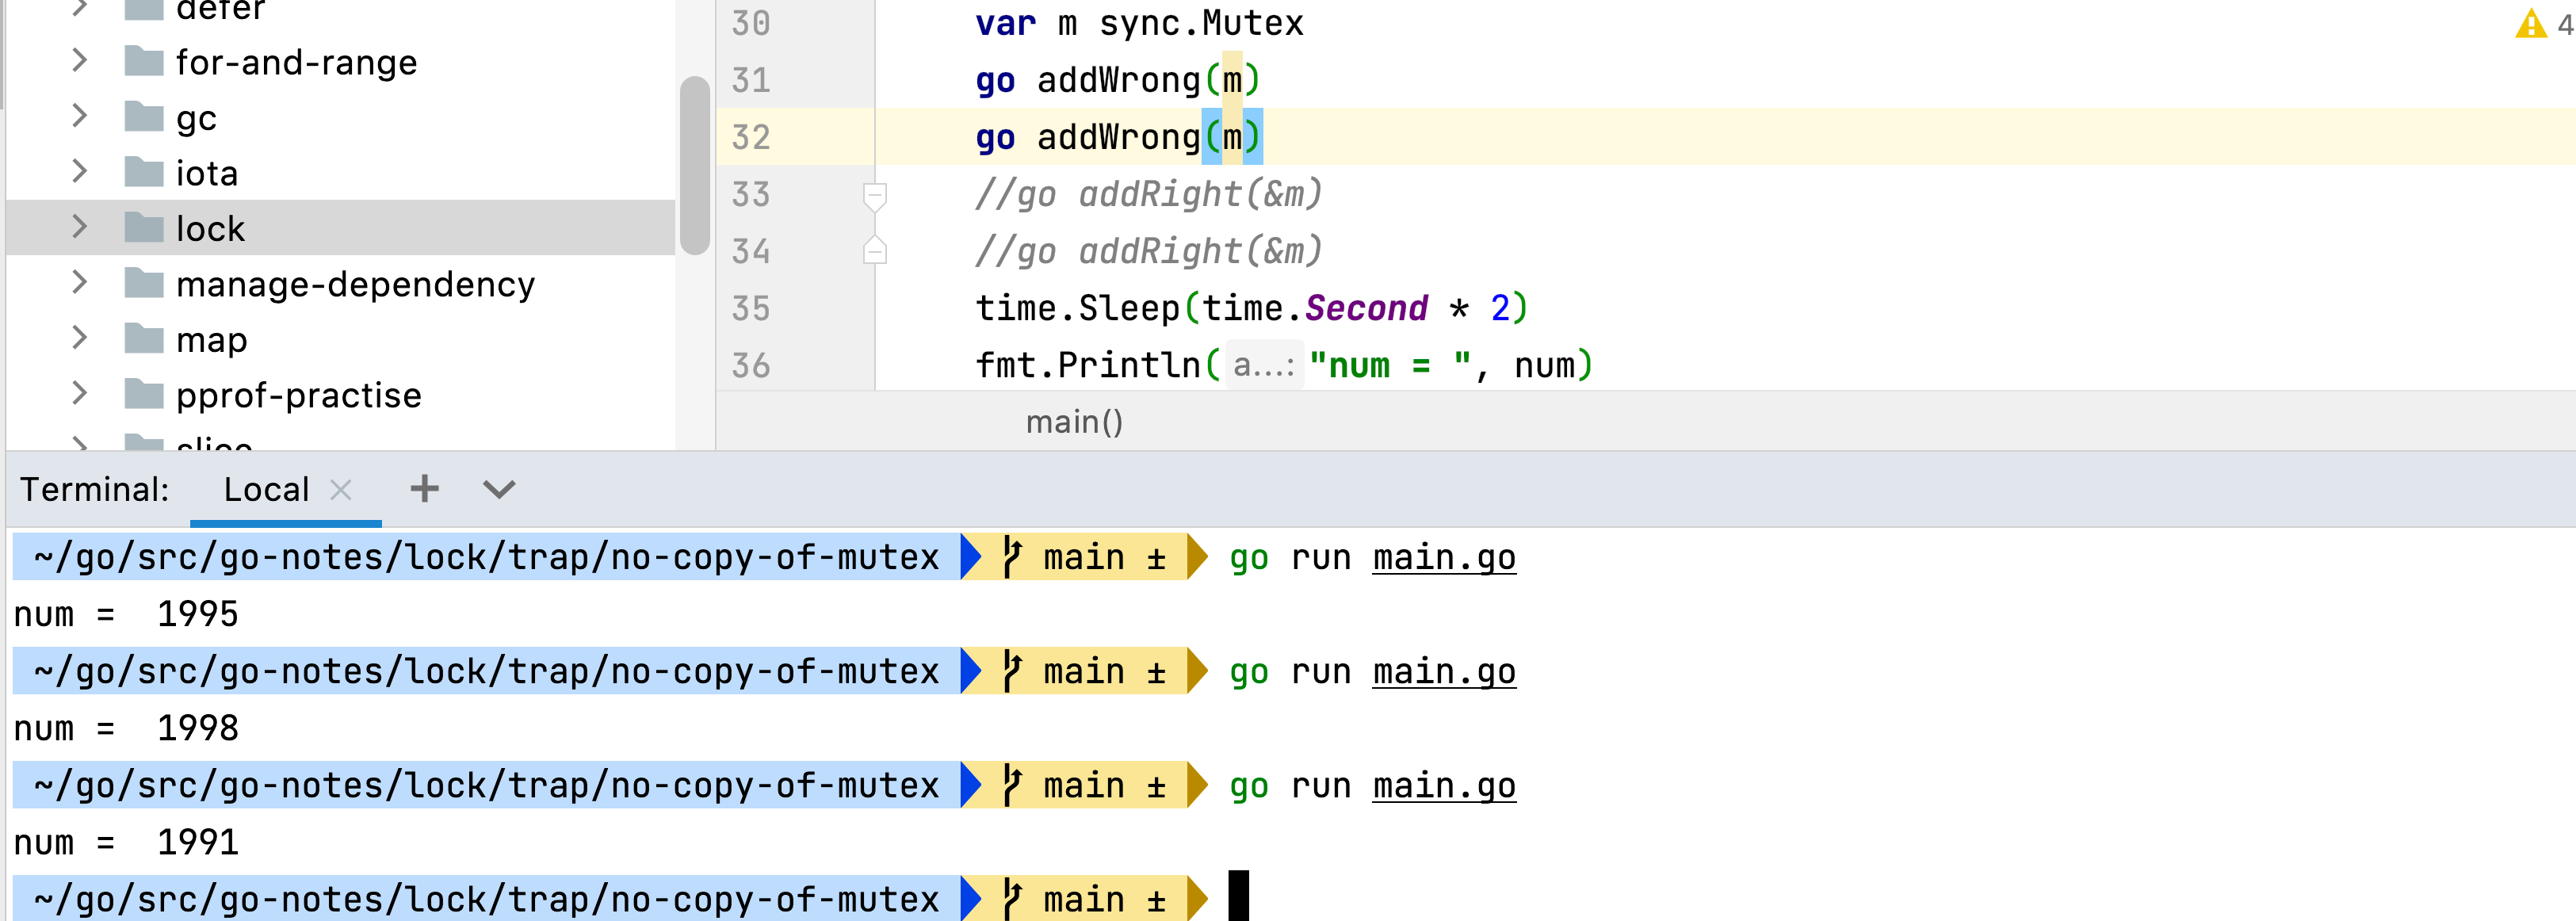 defer
for-and-range
gc
iota
lock
manage-dependency
map
pprof-practise
slice
30 var m sync.Mutex
31 go addWrong(m)
32 go addWrong(m)
33 //go addRight(&m)
34 //go addRight(&m)
35 time.Sleep(time.Second * 2)
36 fmt.Println( a...: "num = ", num)
4
main()
Terminal: Local × + 
~/go/src/go-notes/lock/trap/no-copy-of-mutex main ± go run main.go
num =  1995
~/go/src/go-notes/lock/trap/no-copy-of-mutex main ± go run main.go
num =  1998
~/go/src/go-notes/lock/trap/no-copy-of-mutex main ± go run main.go
num =  1991
~/go/src/go-notes/lock/trap/no-copy-of-mutex main ±